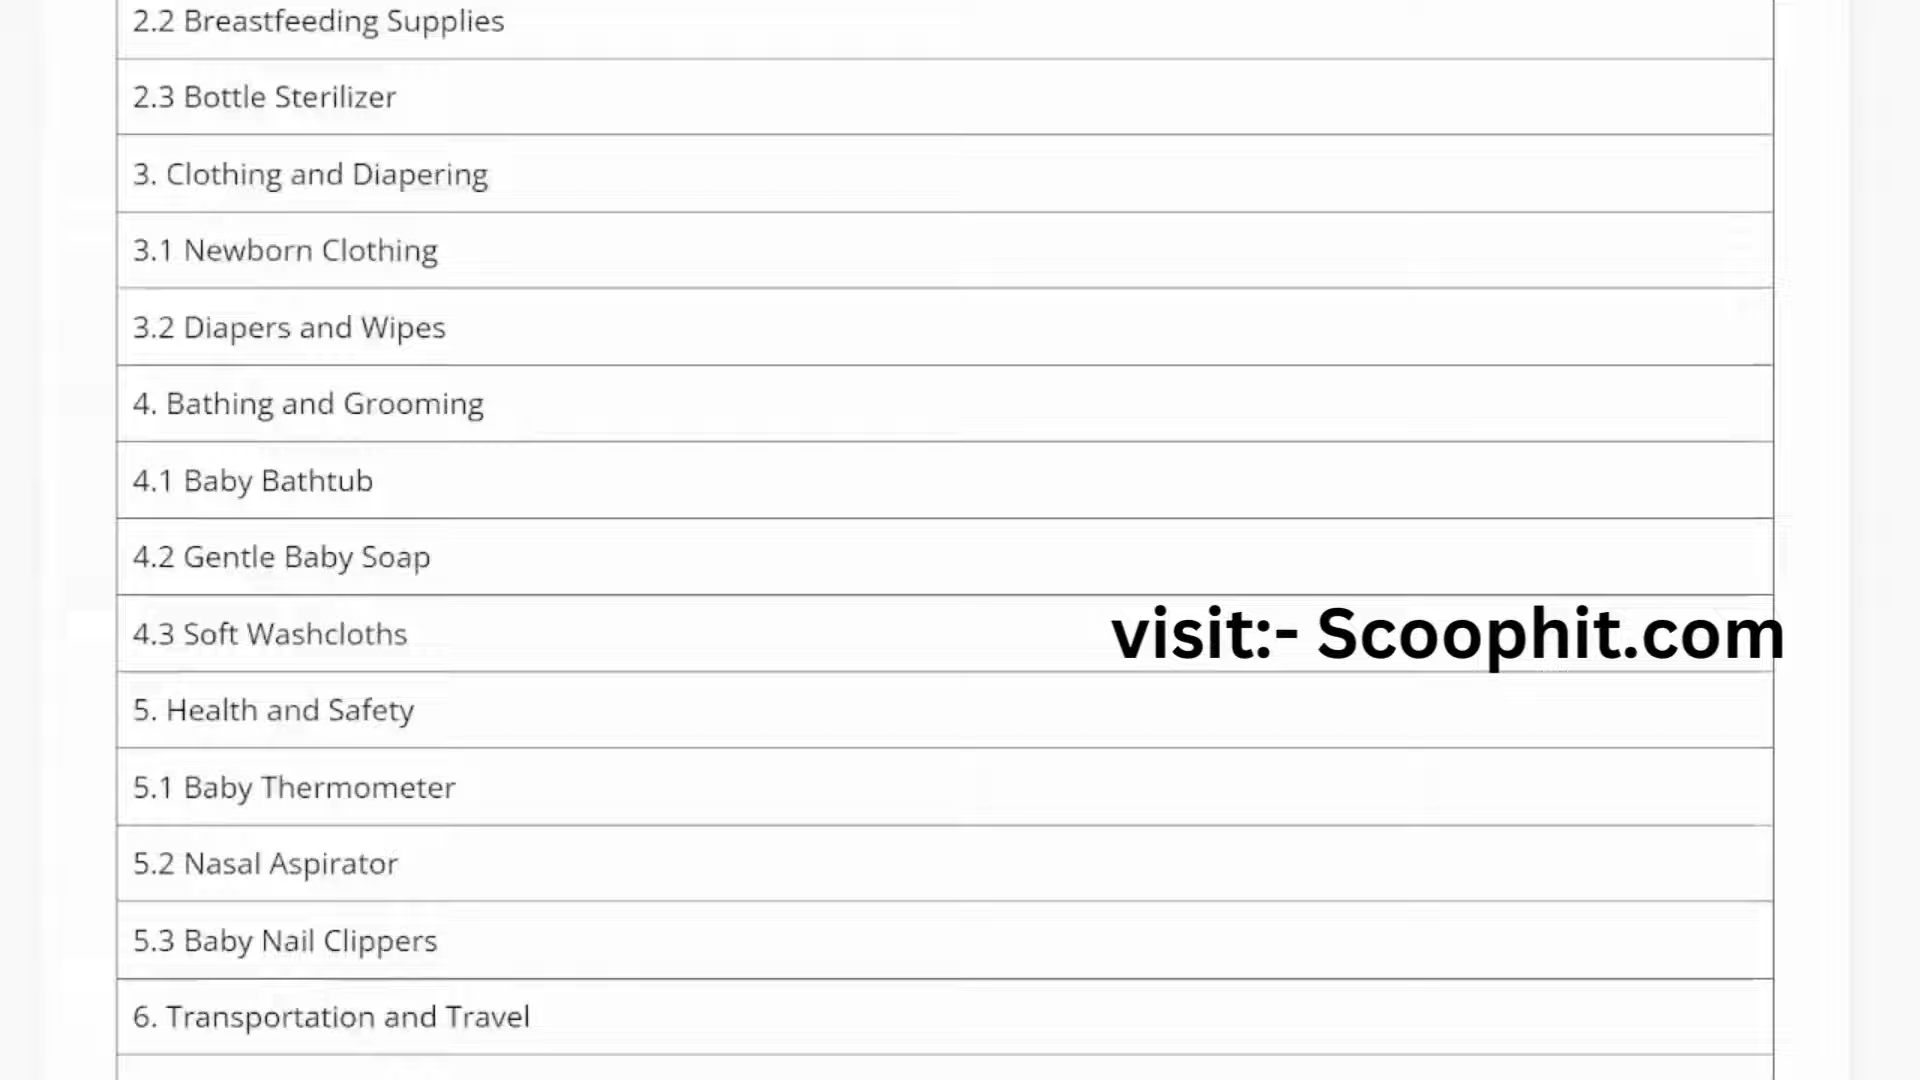 2.2 Breastfeeding Supplies
2.3 Bottle Sterilizer
3. Clothing and Diapering
3.1 Newborn Clothing
3.2 Diapers and Wipes
4. Bathing and Grooming
4.1 Baby Bathtub
4.2 Gentle Baby Soap
4.3 Soft Washcloths
visit:- Scoophit.com
5. Health and Safety
5.1 Baby Thermometer
5.2 Nasal Aspirator
5.3 Baby Nail Clippers
6. Transportation and Travel